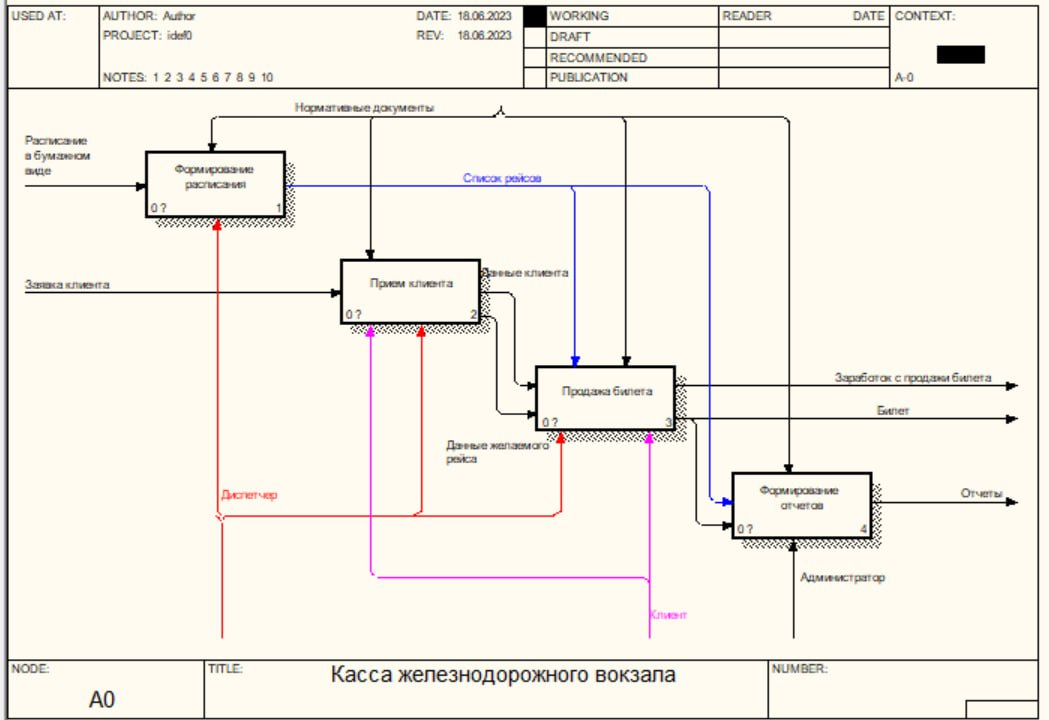 USED AT:
AUTHOR: Author
DATE: 18.06.2023
WORKING
READER
DATE
CONTEXT:
PROJECT: idef0
REV: 18.06.2023
DRAFT
RECOMMENDED
NOTES: 1 2 3 4 5 6 7 8 9 10
PUBLICATION
A-0
Нормативные документы
Расписание
в бумажном
виде
Формирование
расписания
0 ?
1
Список рейсов
Заявка клиента
Прием клиента
0 ?
2
Данные клиента
Продажа билета
0 ?
3
Заработок с продажи билета
Билет
Данные желаемого
рейса
Диспетчер
Формирование
отчетов
0 ?
4
Отчеты
Администратор
Клиент
NODE:
A0
TITLE:
Касса железнодорожного вокзала
NUMBER: